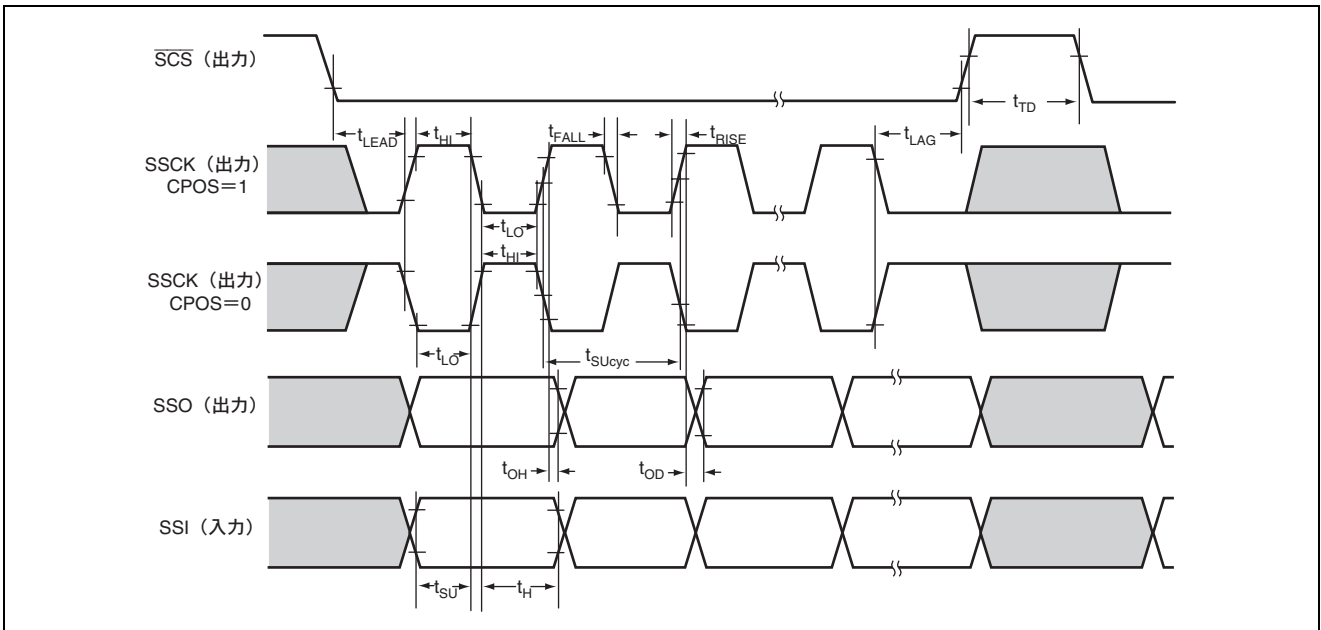 S̅C̅S̅（出力）
tTD
tLEAD
tHI
tFALL
tRISE
tLAG
SSCK（出力）
CPOS＝1
tLO
tHI
SSCK（出力）
CPOS＝0
tLO
tSUcyc
SSO（出力）
tOH
tOD
SSI（入力）
tSU
tH